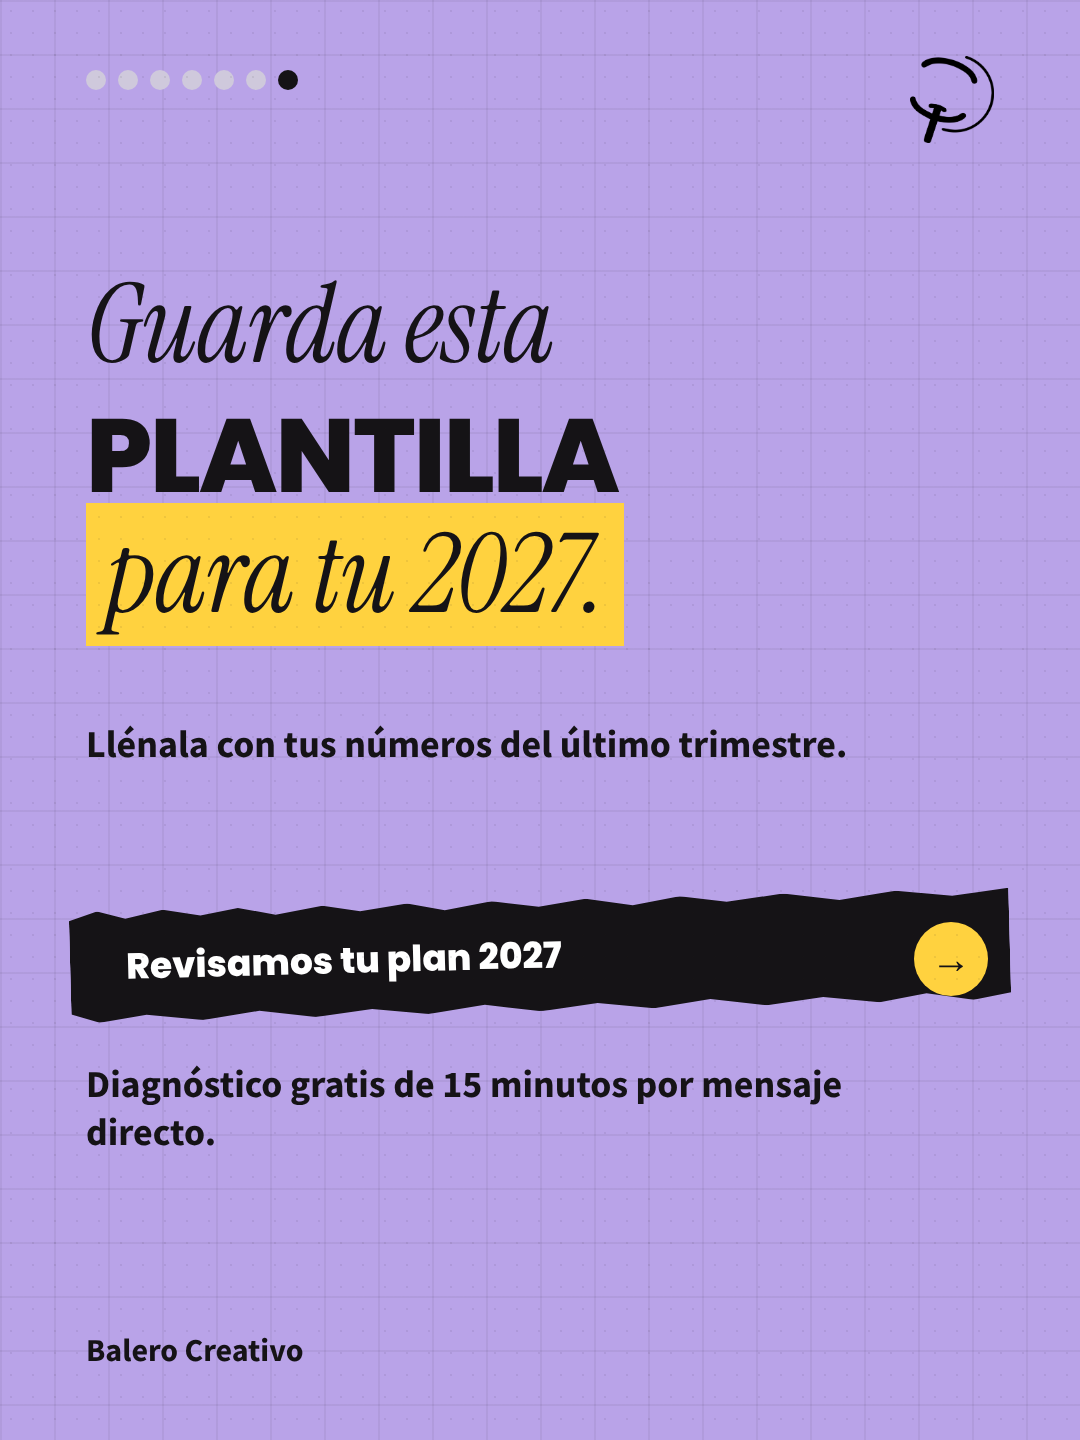 Guarda esta
PLANTILLA
para tu 2027.
Llénala con tus números del último trimestre.
Revisamos tu plan 2027
→
Diagnóstico gratis de 15 minutos por mensaje
directo.
Balero Creativo